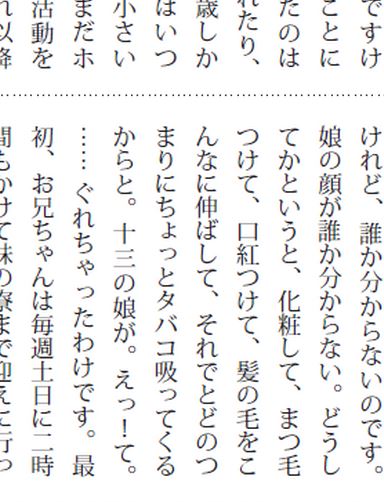 ですけ
ことに
たのは
れたり、
歳しか
はいつ
小さい
まだホ
活動を
れ以降
けれど、誰か分からないのです。
娘の顔が誰か分からない。どうし
てかというと、化粧して、まつ毛
つけて、口紅つけて、髪の毛をこ
んなに伸ばして、それでとどのつ
まりにちょっとタバコ吸ってくる
からと。十三の娘が。えっ！て。
……ぐれちゃったわけです。最
初、お兄ちゃんは毎週土日に二時
間もかけて妹の寮まで迎えに行っ